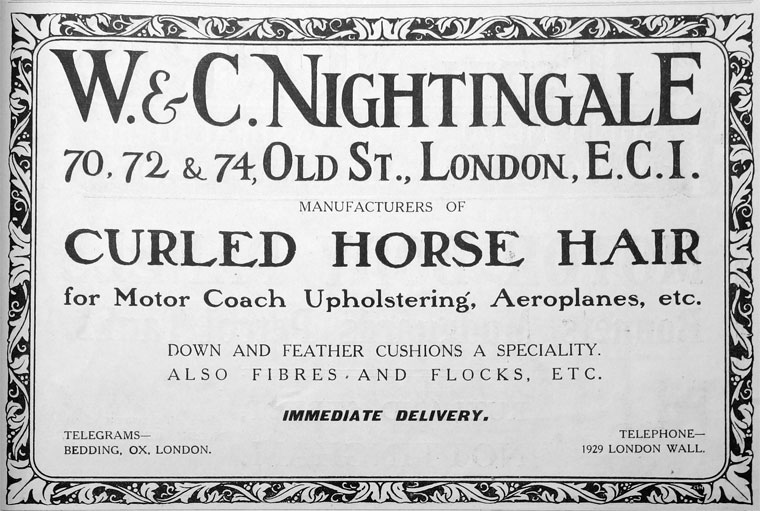 W. & C. NIGHTINGALE
70, 72 & 74, OLD ST., LONDON, E.C.I.
MANUFACTURERS OF
CURLED HORSE HAIR
for Motor Coach Upholstering, Aeroplanes, etc.
DOWN AND FEATHER CUSHIONS A SPECIALITY.
ALSO FIBRES AND FLOCKS, ETC.
IMMEDIATE DELIVERY.
TELEGRAMS—
BEDDING, OX, LONDON.
TELEPHONE—
1929 LONDON WALL.